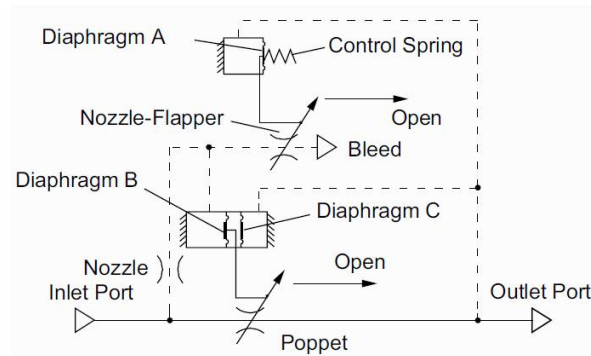 Diaphragm A
Control Spring
Nozzle-Flapper
Open
Bleed
Diaphragm B
Diaphragm C
Nozzle
Open
Inlet Port
Outlet Port
Poppet